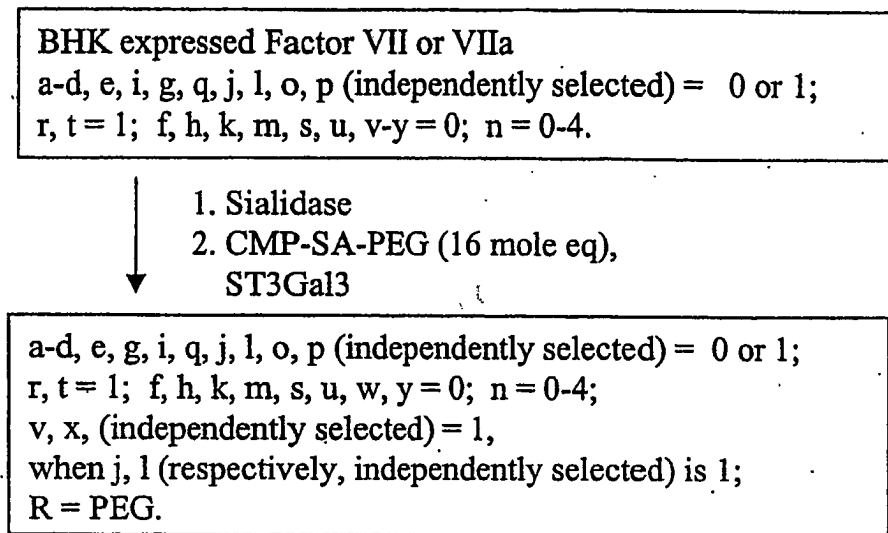 BHK expressed Factor VII or VIIa
a-d, e, i, g, q, j, l, o, p (independently selected) = 0 or 1;
r, t = 1; f, h, k, m, s, u, v-y = 0; n = 0-4.
1. Sialidase
2. CMP-SA-PEG (16 mole eq),
ST3Gal3
a-d, e, g, i, q, j, l, o, p (independently selected) = 0 or 1;
r, t = 1; f, h, k, m, s, u, w, y = 0; n = 0-4;
v, x, (independently selected) = 1,
when j, l (respectively, independently selected) is 1;
R = PEG.